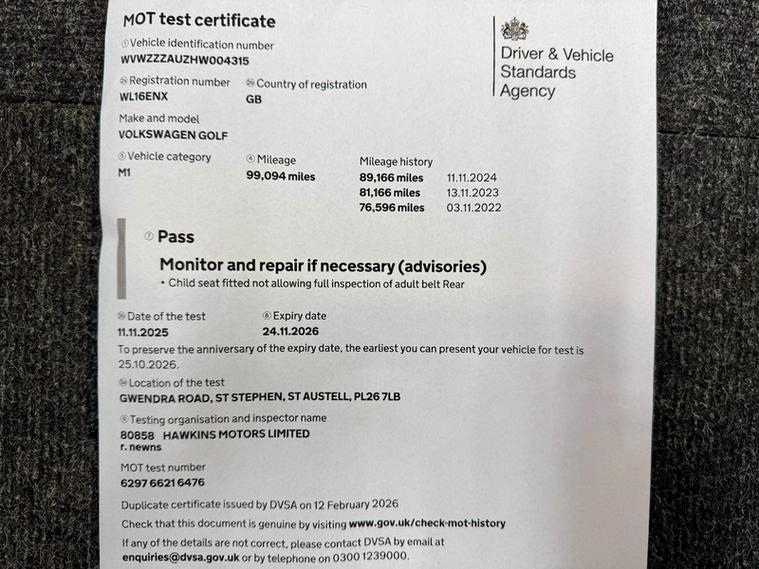 MOT test certificate
① Vehicle identification number
WVWZZZAUZHW004315
Registration number
WL16ENX
Country of registration
GB
Make and model
VOLKSWAGEN GOLF
⑤ Vehicle category
M1
④ Mileage
99,094 miles
Mileage history
89,166 miles 11.11.2024
81,166 miles 13.11.2023
76,596 miles 03.11.2022
Driver & Vehicle
Standards
Agency
⑦ Pass
Monitor and repair if necessary (advisories)
• Child seat fitted not allowing full inspection of adult belt Rear
Date of the test
11.11.2025
⑧ Expiry date
24.11.2026
To preserve the anniversary of the expiry date, the earliest you can present your vehicle for test is
25.10.2026.
Location of the test
GWENDRA ROAD, ST STEPHEN, ST AUSTELL, PL26 7LB
⑨ Testing organisation and inspector name
80858 HAWKINS MOTORS LIMITED
r. newns
MOT test number
6297 6621 6476
Duplicate certificate issued by DVSA on 12 February 2026
Check that this document is genuine by visiting www.gov.uk/check-mot-history
If any of the details are not correct, please contact DVSA by email at
enquiries@dvsa.gov.uk or by telephone on 0300 1239000.